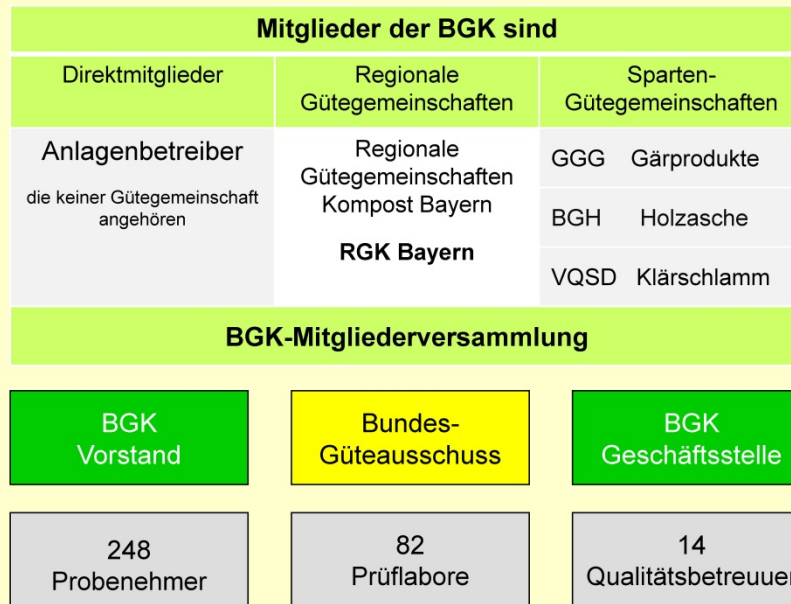 Mitglieder der BGK sind
Direktmitglieder
Regionale
Gütegemeinschaften
Sparten-
Gütegemeinschaften
Anlagenbetreiber
die keiner Gütegemeinschaft
angehören
Regionale
Gütegemeinschaften
Kompost Bayern
RGK Bayern
GGG Gärprodukte
BGH Holzasche
VQSD Klärschlamm
BGK-Mitgliederversammlung
BGK
Vorstand
Bundes-
Güteausschuss
BGK
Geschäftsstelle
248
Probenehmer
82
Prüflabore
14
Qualitätsbetreuer